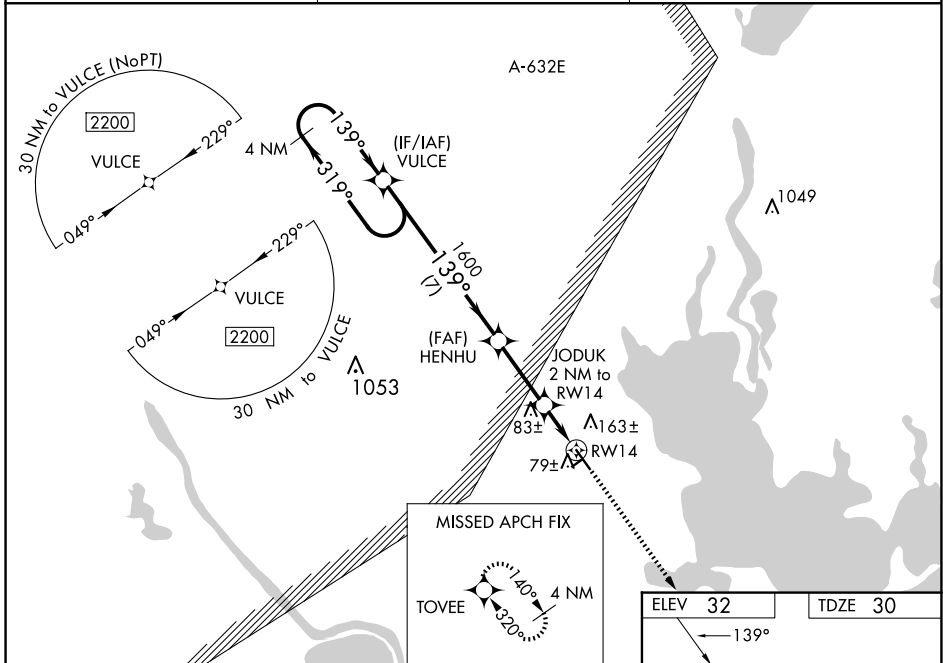 30 NM to VULCE (NoPT)
2200
229°
VULCE
049°
A-632E
139°
4 NM
319°
(IF/IAF)
VULCE
1049
229°
VULCE
049°
2200
30 NM to VULCE
1600
139°
(7)
(FAF)
HENHU
1053
JODUK
2 NM to
RW14
83±
163±
79±
RW14
MISSED APCH FIX
TOVEE
140°
4 NM
320°
ELEV 32
TDZE 30
139°